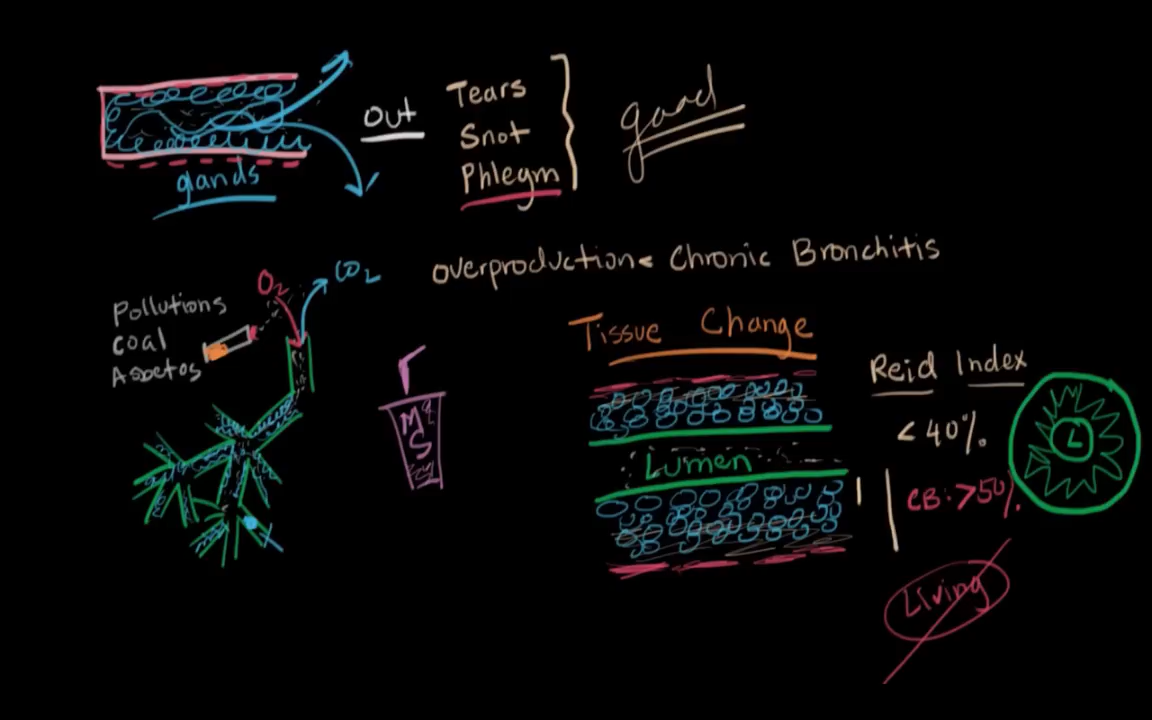 Out
Tears
Snot
Phlegm
good
glands
overproduction = Chronic Bronchitis
O2
CO2
Pollutions
coal
Asbetos
Tissue Change
Lumen
Reid Index
< 40%.
CB: >50%.
L
Living
M
S